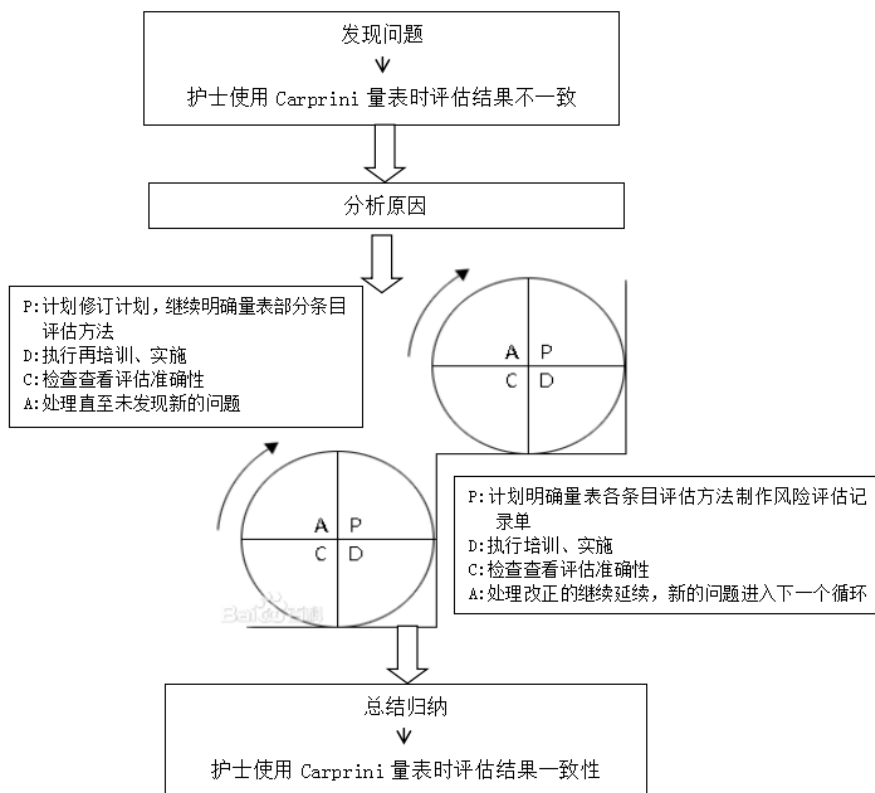 发现问题
护士使用 Carprini 量表时评估结果不一致
分析原因
P:计划修订计划，继续明确量表部分条目
评估方法
D:执行再培训、实施
C:检查查看评估准确性
A:处理直至未发现新的问题
A P
C D
A P
C D
P:计划明确量表各条目评估方法制作风险评估记
录单
D:执行培训、实施
C:检查查看评估准确性
A:处理改正的继续延续，新的问题进入下一个循环
Baidu百科
总结归纳
护士使用 Carprini 量表时评估结果一致性